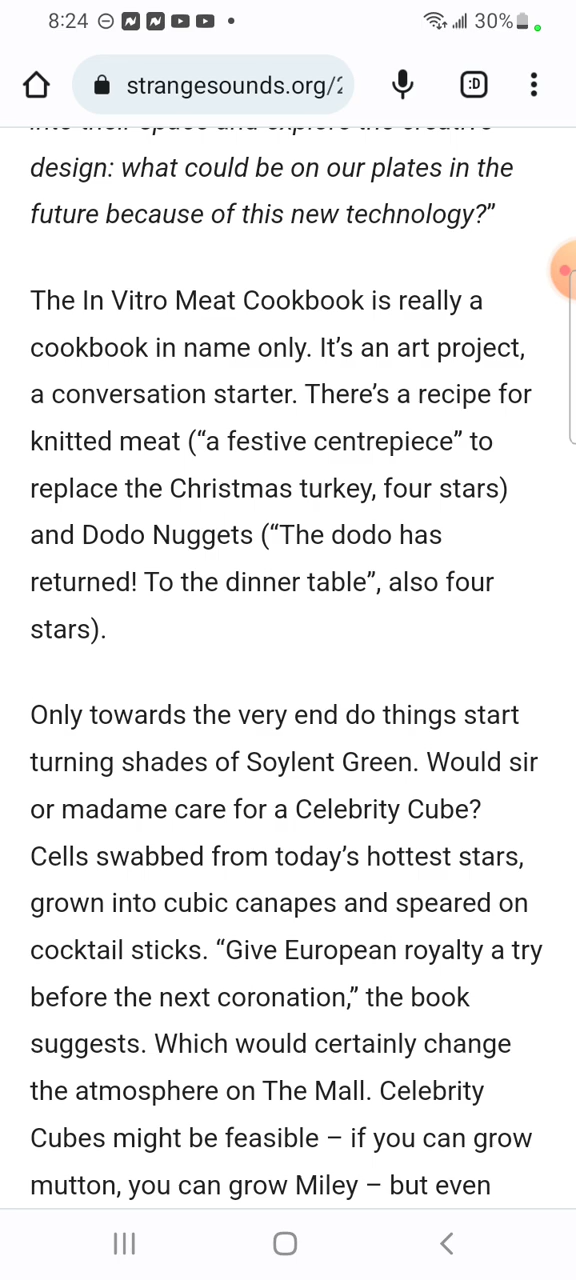 8:24
30%
strangesounds.org/2
:D
into their space and explore the creative
design: what could be on our plates in the
future because of this new technology?”
The In Vitro Meat Cookbook is really a
cookbook in name only. It’s an art project,
a conversation starter. There’s a recipe for
knitted meat (“a festive centrepiece” to
replace the Christmas turkey, four stars)
and Dodo Nuggets (“The dodo has
returned! To the dinner table”, also four
stars).
Only towards the very end do things start
turning shades of Soylent Green. Would sir
or madame care for a Celebrity Cube?
Cells swabbed from today’s hottest stars,
grown into cubic canapes and speared on
cocktail sticks. “Give European royalty a try
before the next coronation,” the book
suggests. Which would certainly change
the atmosphere on The Mall. Celebrity
Cubes might be feasible – if you can grow
mutton, you can grow Miley – but even